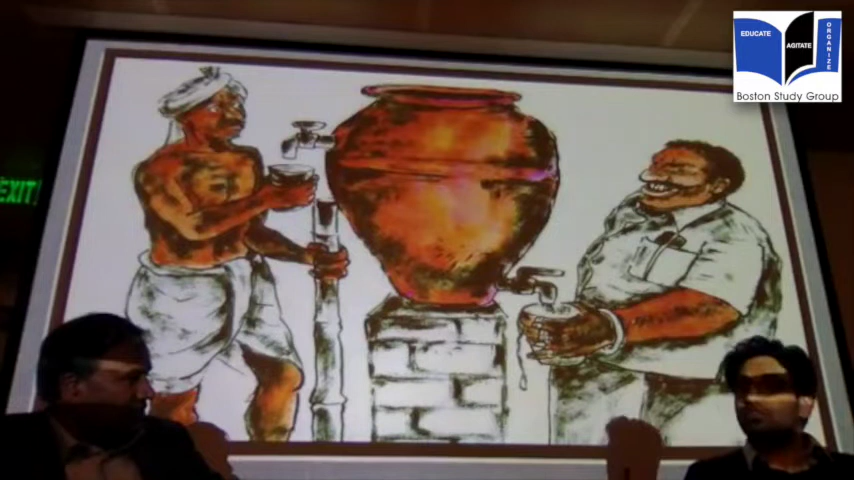 EDUCATE
AGITATE
ORGANIZE
Boston Study Group
EXIT